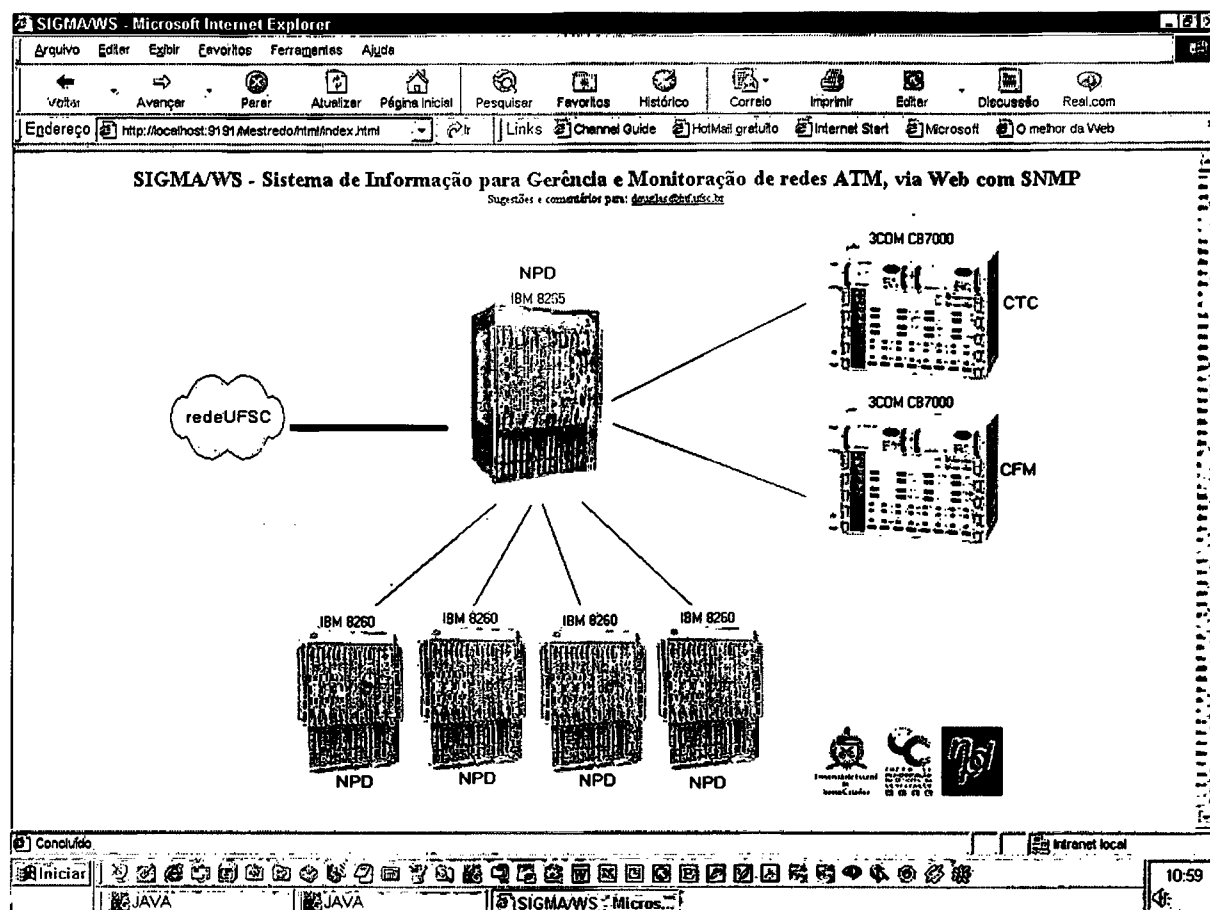 SIGMA/WS - Microsoft Internet Explorer
Arquivo Editar Exibir Favoritos Ferramentas Ajuda
Voltar Avançar Parar Atualizar Página Inicial Pesquisar Favoritos Histórico Correio Imprimir Editar Discussão Real.com
Endereço http://localhost:9191/Mestredo/html/index.html Ir Links Channel Guide HotMail gratuito Internet Start Microsoft O melhor da Web
SIGMA/WS - Sistema de Informação para Gerência e Monitoração de redes ATM, via Web com SNMP
Sugestões e comentários para:
3COM CB7000
CTC
NPD
IBM 8265
redeUFSC
3COM CB7000
CFM
IBM 8260 IBM 8260 IBM 8260 IBM 8260
NPD NPD NPD NPD
npd
Concluído Intranet local
Iniciar 10:59
JAVA JAVA SIGMA/WS - Micros...